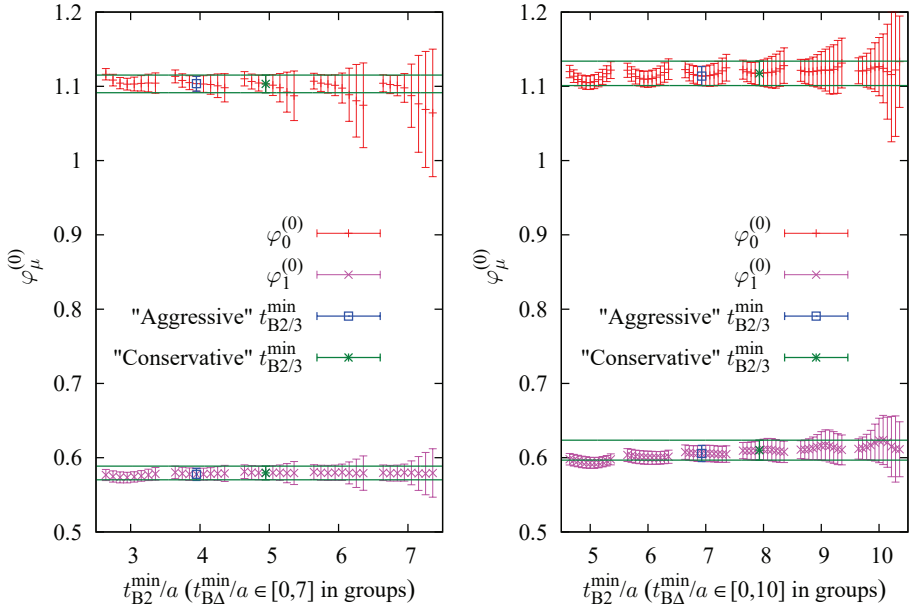 1.2
1.1
1
0.9
0.8
0.7
0.6
0.5
φ_μ^(0)
φ_0^(0)
φ_1^(0)
"Aggressive" t_B2/3^min
"Conservative" t_B2/3^min
3 4 5 6 7
t_B2^min/a (t_BΔ^min/a ∈ [0,7] in groups)
1.2
1.1
1
0.9
0.8
0.7
0.6
0.5
φ_μ^(0)
φ_0^(0)
φ_1^(0)
"Aggressive" t_B2/3^min
"Conservative" t_B2/3^min
5 6 7 8 9 10
t_B2^min/a (t_BΔ^min/a ∈ [0,10] in groups)